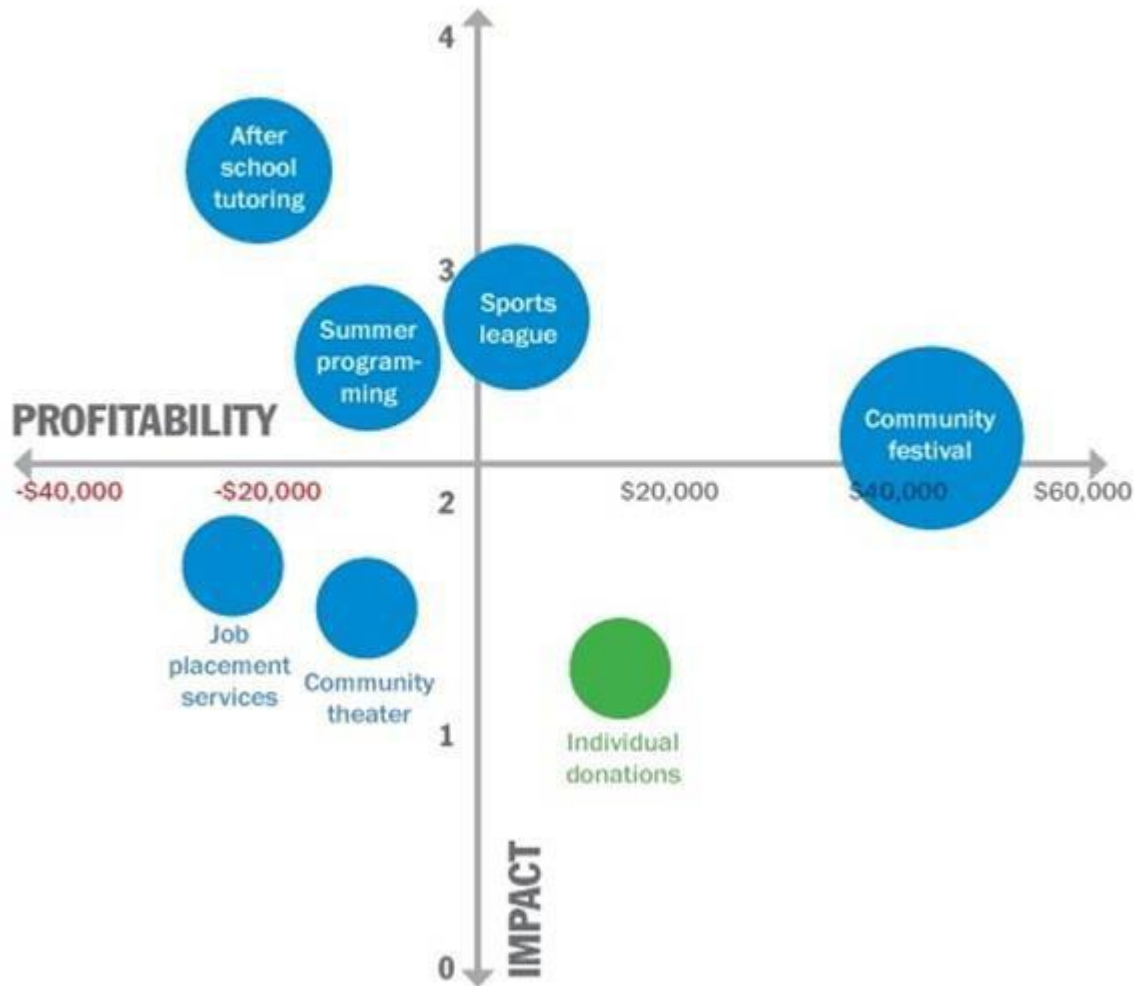 4
After
school
tutoring
3
Sports
league
Summer
program-
ming
PROFITABILITY
Community
festival
-$40,000
-$20,000
2
$20,000
$40,000
$60,000
Job
placement
services
Community
theater
1
Individual
donations
IMPACT
0